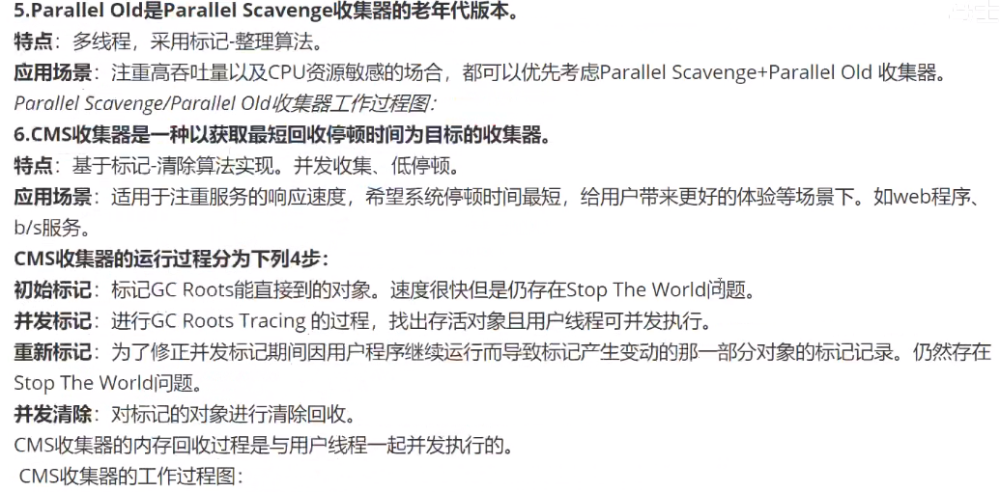 5.Parallel Old是Parallel Scavenge收集器的老年代版本。
特点：多线程，采用标记-整理算法。
应用场景：注重高吞吐量以及CPU资源敏感的场合，都可以优先考虑Parallel Scavenge+Parallel Old 收集器。
Parallel Scavenge/Parallel Old收集器工作过程图：
6.CMS收集器是一种以获取最短回收停顿时间为目标的收集器。
特点：基于标记-清除算法实现。并发收集、低停顿。
应用场景：适用于注重服务的响应速度，希望系统停顿时间最短，给用户带来更好的体验等场景下。如web程序、
b/s服务。
CMS收集器的运行过程分为下列4步：
初始标记：标记GC Roots能直接到的对象。速度很快但是仍存在Stop The World问题。
并发标记：进行GC Roots Tracing 的过程，找出存活对象且用户线程可并发执行。
重新标记：为了修正并发标记期间因用户程序继续运行而导致标记产生变动的那一部分对象的标记记录。仍然存在
Stop The World问题。
并发清除：对标记的对象进行清除回收。
CMS收集器的内存回收过程是与用户线程一起并发执行的。
CMS收集器的工作过程图：